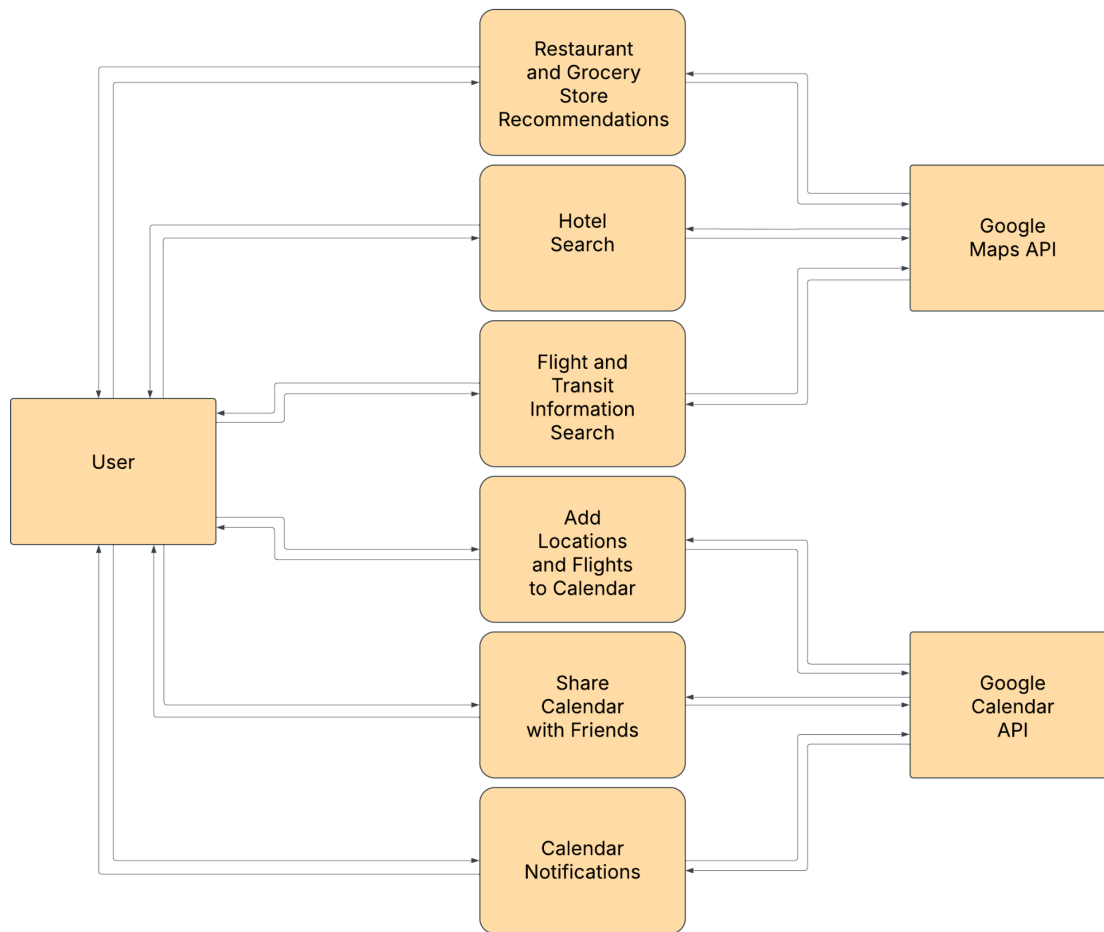 Restaurant
and Grocery
Store
Recommendations
Hotel
Search
Google
Maps API
Flight and
Transit
Information
Search
User
Add
Locations
and Flights
to Calendar
Share
Calendar
with Friends
Google
Calendar
API
Calendar
Notifications